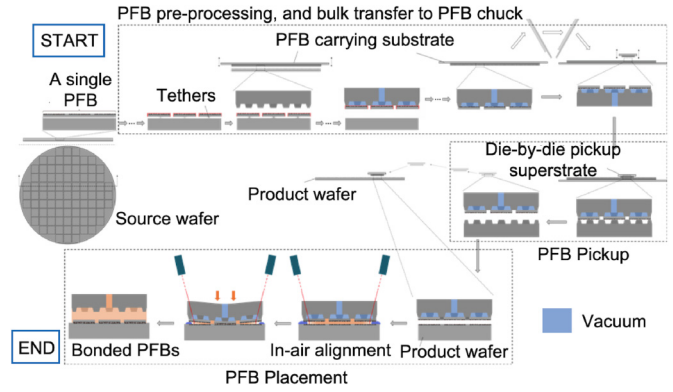 PFB pre-processing, and bulk transfer to PFB chuck
START
PFB carrying substrate
A single
PFB
Tethers
Die-by-die pickup
superstrate
Product wafer
Source wafer
PFB Pickup
Vacuum
END
Bonded PFBs
In-air alignment
Product wafer
PFB Placement